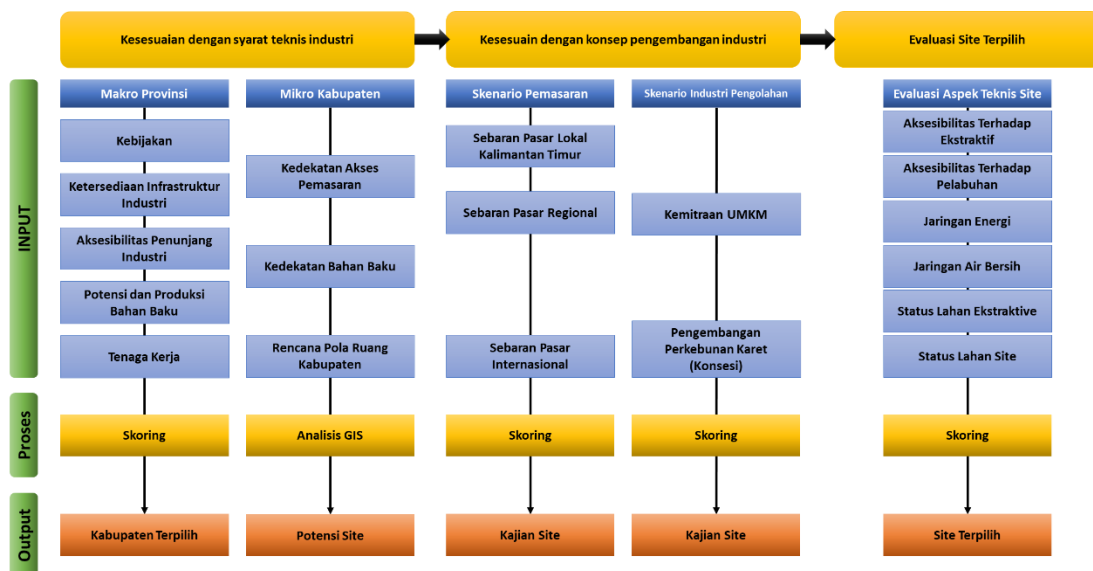 Kesesuaian dengan syarat teknis industri
Kesesuain dengan konsep pengembangan industri
Evaluasi Site Terpilih
INPUT
Makro Provinsi
Kebijakan
Ketersediaan Infrastruktur
Industri
Aksesibilitas Penunjang
Industri
Potensi dan Produksi
Bahan Baku
Tenaga Kerja
Mikro Kabupaten
Kedekatan Akses
Pemasaran
Kedekatan Bahan Baku
Rencana Pola Ruang
Kabupaten
Skenario Pemasaran
Sebaran Pasar Lokal
Kalimantan Timur
Sebaran Pasar Regional
Sebaran Pasar
Internasional
Skenario Industri Pengolahan
Kemitraan UMKM
Pengembangan
Perkebunan Karet
(Konsesi)
Evaluasi Aspek Teknis Site
Aksesibilitas Terhadap
Ekstraktif
Aksesibilitas Terhadap
Pelabuhan
Jaringan Energi
Jaringan Air Bersih
Status Lahan Ekstraktive
Status Lahan Site
Proses
Skoring
Analisis GIS
Skoring
Skoring
Skoring
Output
Kabupaten Terpilih
Potensi Site
Kajian Site
Kajian Site
Site Terpilih